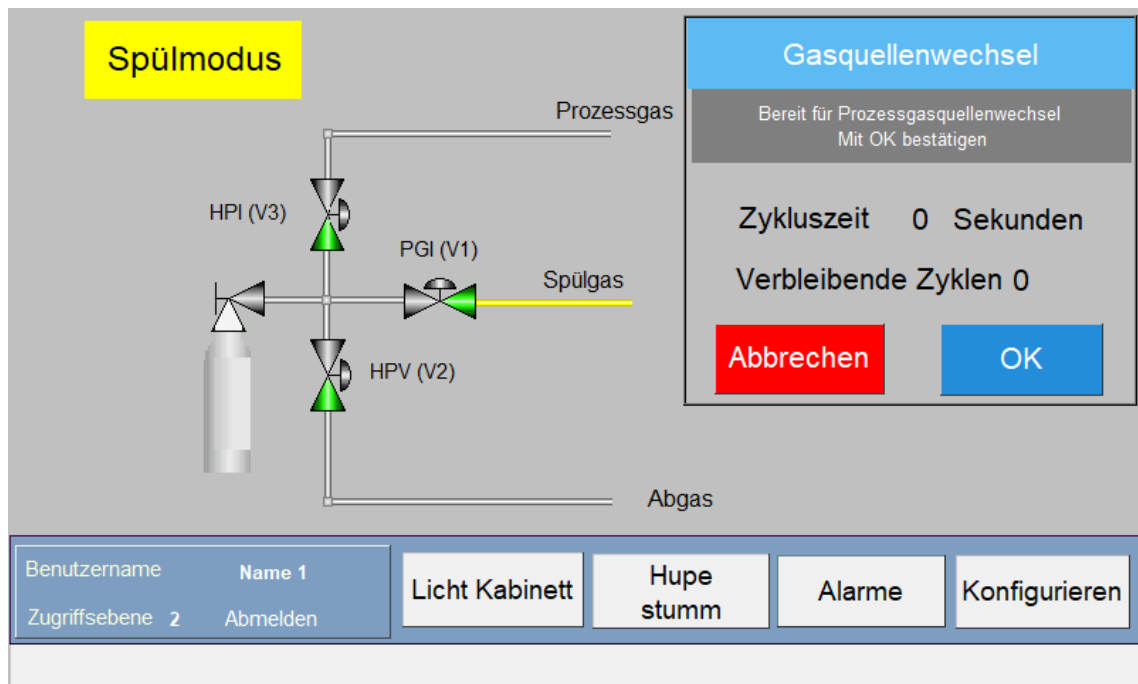 Spülmodus
Gasquellenwechsel
Bereit für Prozessgasquellenwechsel
Mit OK bestätigen
Prozessgas
HPI (V3)
PGI (V1)
Spülgas
HPV (V2)
Abgas
Zykluszeit 0 Sekunden
Verbleibende Zyklen 0
Abbrechen
OK
Benutzername Name 1
Zugriffsebene 2 Abmelden
Licht Kabinett
Hupe
stumm
Alarme
Konfigurieren